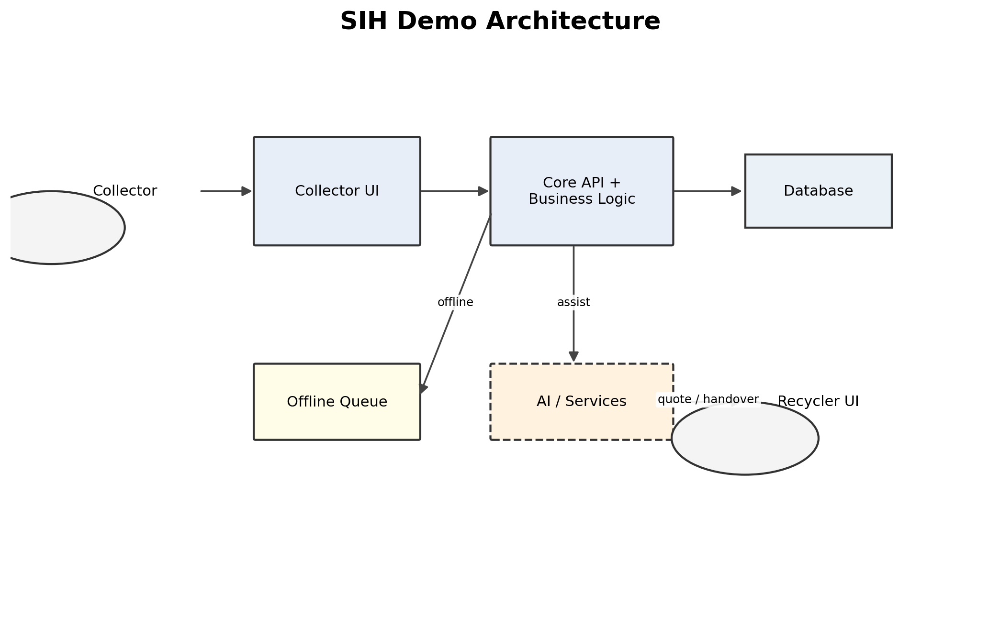 SIH Demo Architecture
Collector
Collector UI
Core API +
Business Logic
Database
offline
assist
Offline Queue
AI / Services
quote / handover
Recycler UI